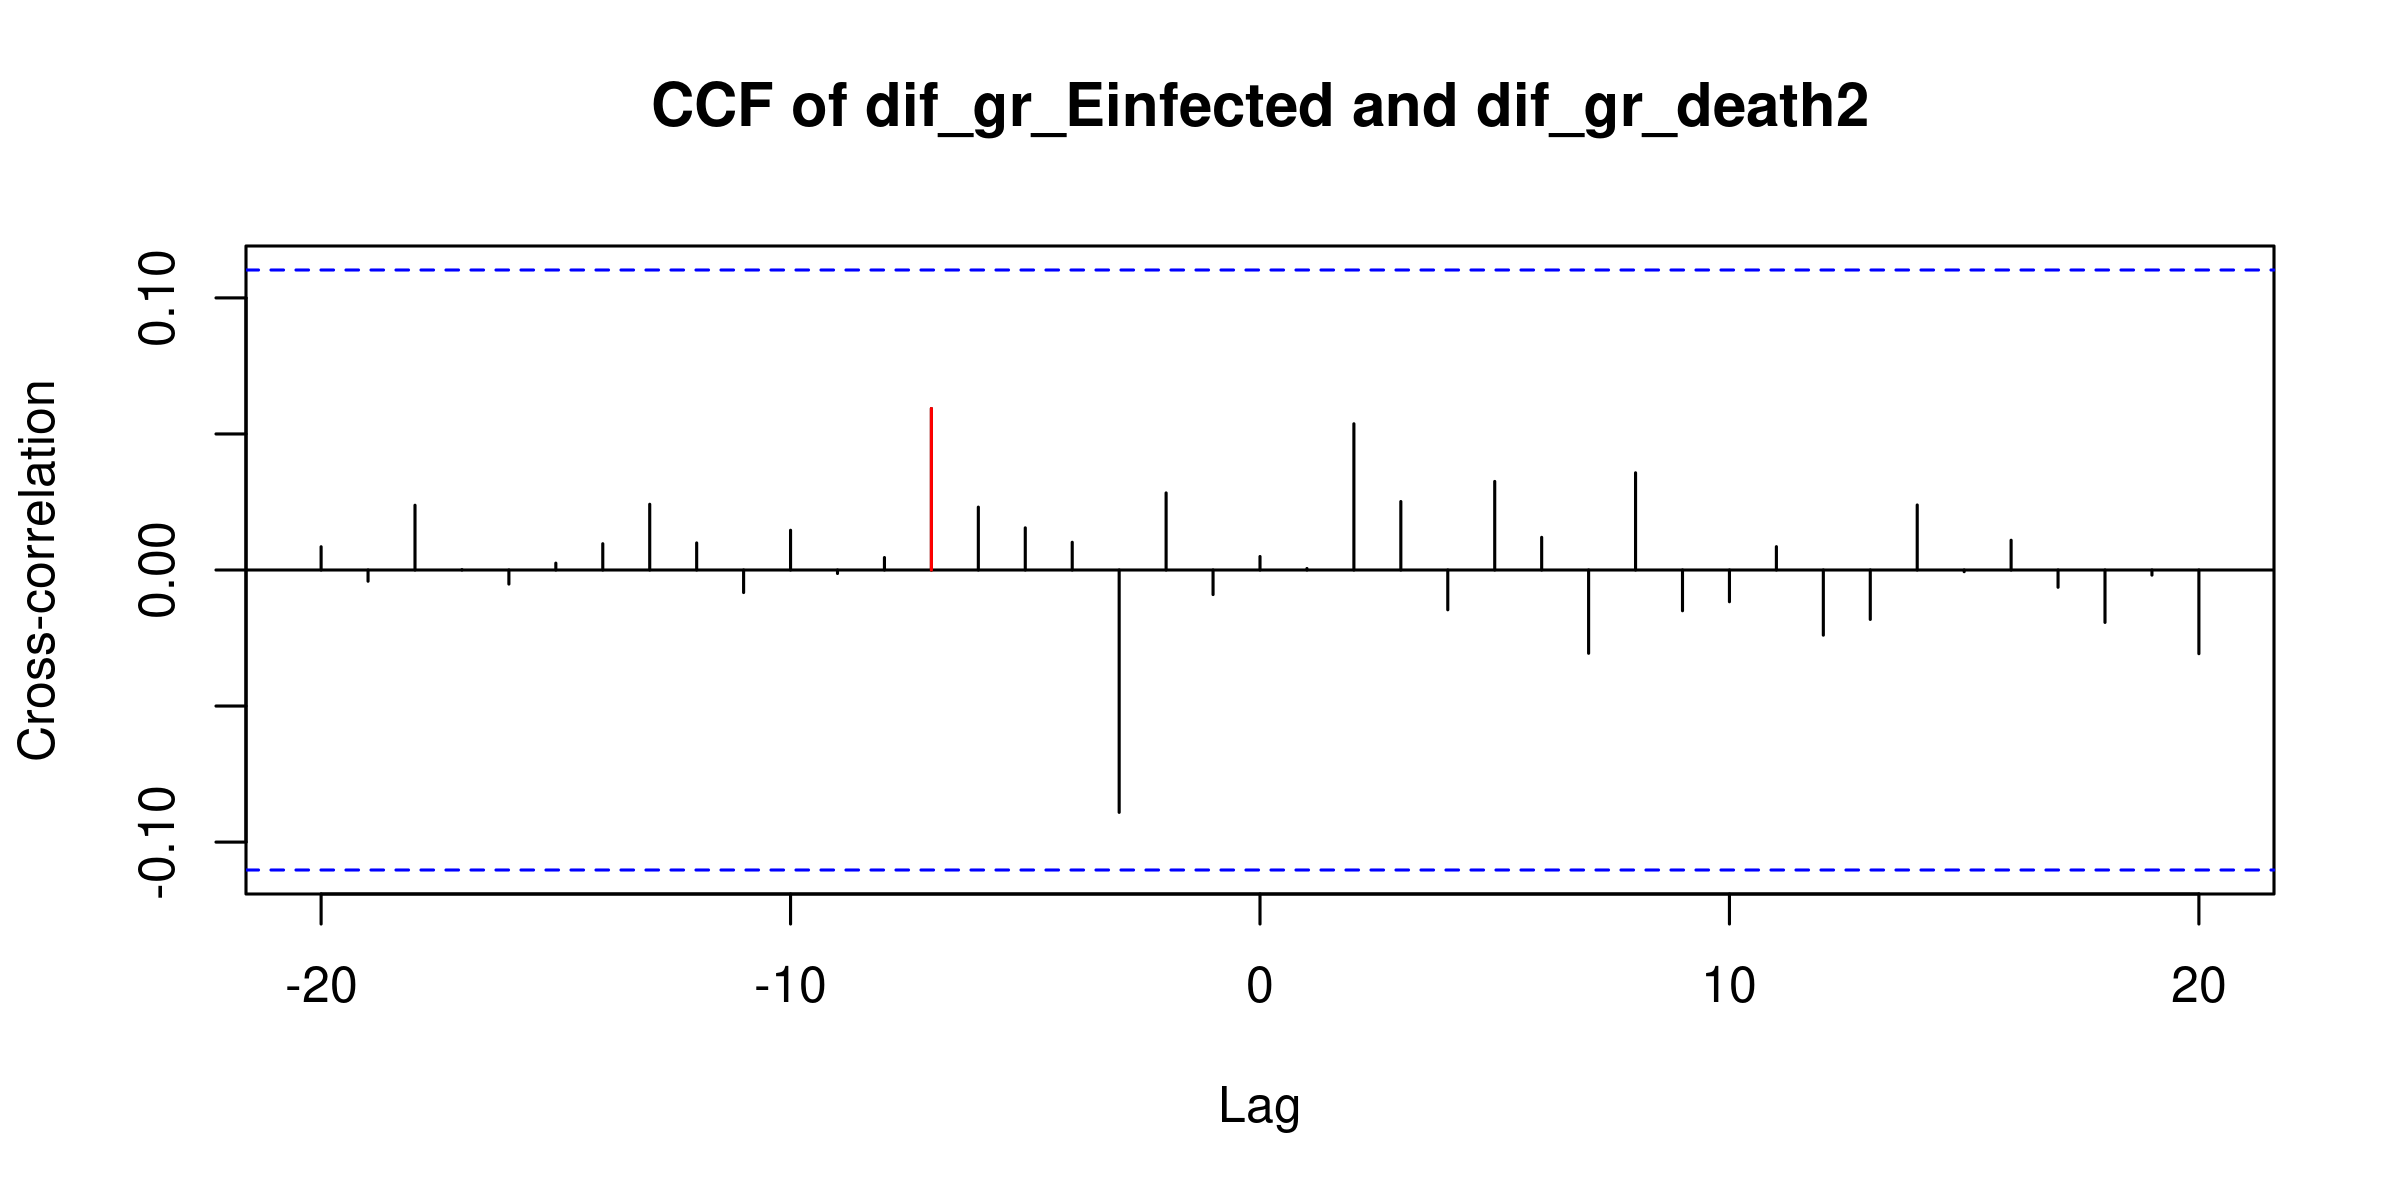 CCF of dif_gr_Einfected and dif_gr_death2
Cross-correlation
0.10
0.00
-0.10
-20 -10 0 10 20
Lag